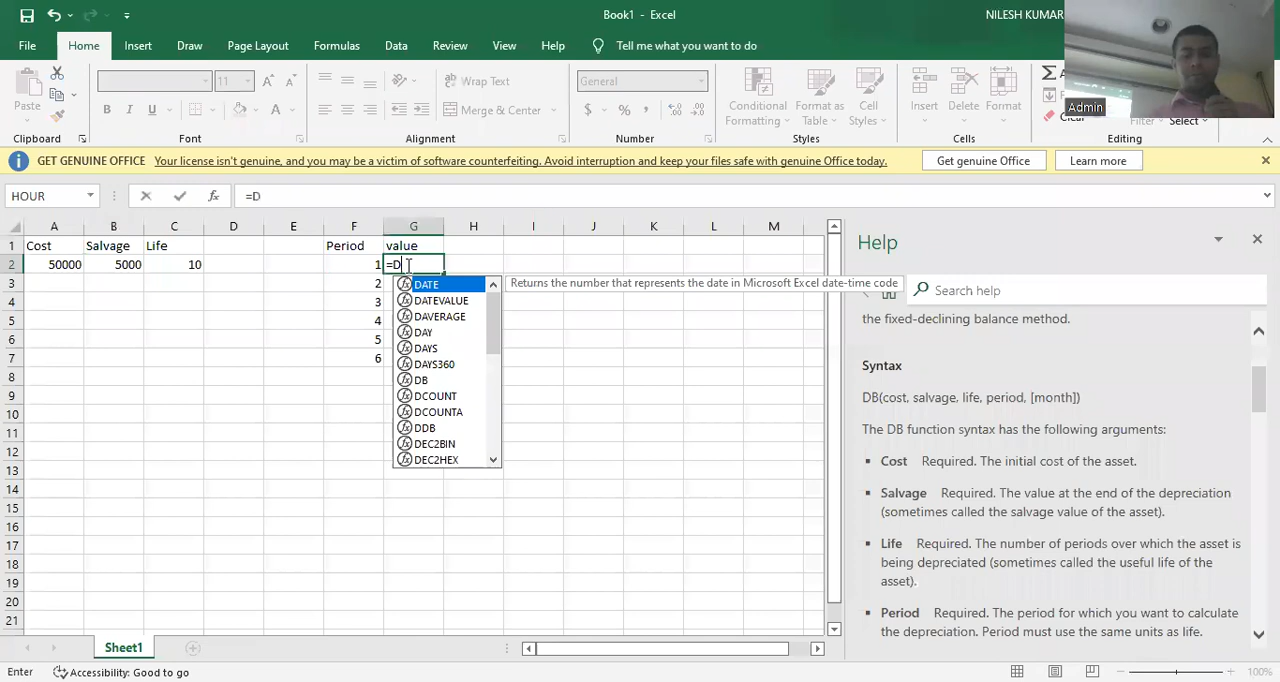 Book1 - Excel
NILESH KUMAR
File Home Insert Draw Page Layout Formulas Data Review View Help Tell me what you want to do
Admin
Paste
11
B I U A
Wrap Text
Merge & Center
General
$ %
Conditional Formatting
Format as Table
Cell Styles
Insert Delete Format
Clear
Filter
Select
Clipboard Font Alignment Number Styles Cells Editing
GET GENUINE OFFICE Your license isn't genuine, and you may be a victim of software counterfeiting. Avoid interruption and keep your files safe with genuine Office today. Get genuine Office Learn more
HOUR fx =D
A B C D E F G H I J K L M
1 Cost Salvage Life Period value
2 50000 5000 10 1 =D
3 2
4 3
5 4
6 5
7 6
8
9
10
11
12
13
14
15
16
17
18
19
20
21
DATE
DATEVALUE
DAVERAGE
DAY
DAYS
DAYS360
DB
DCOUNT
DCOUNTA
DDB
DEC2BIN
DEC2HEX
Returns the number that represents the date in Microsoft Excel date-time code
Help
Search help
the fixed-declining balance method.
Syntax
DB(cost, salvage, life, period, [month])
The DB function syntax has the following arguments:
Cost Required. The initial cost of the asset.
Salvage Required. The value at the end of the depreciation
(sometimes called the salvage value of the asset).
Life Required. The number of periods over which the asset is
being depreciated (sometimes called the useful life of the
asset).
Period Required. The period for which you want to calculate
the depreciation. Period must use the same units as life.
Sheet1
Enter Accessibility: Good to go 100%